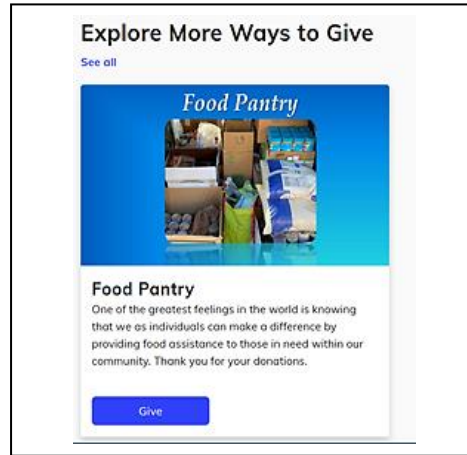 Explore More Ways to Give
See all
Food Pantry
Food Pantry
One of the greatest feelings in the world is knowing
that we as individuals can make a difference by
providing food assistance to those in need within our
community. Thank you for your donations.
Give